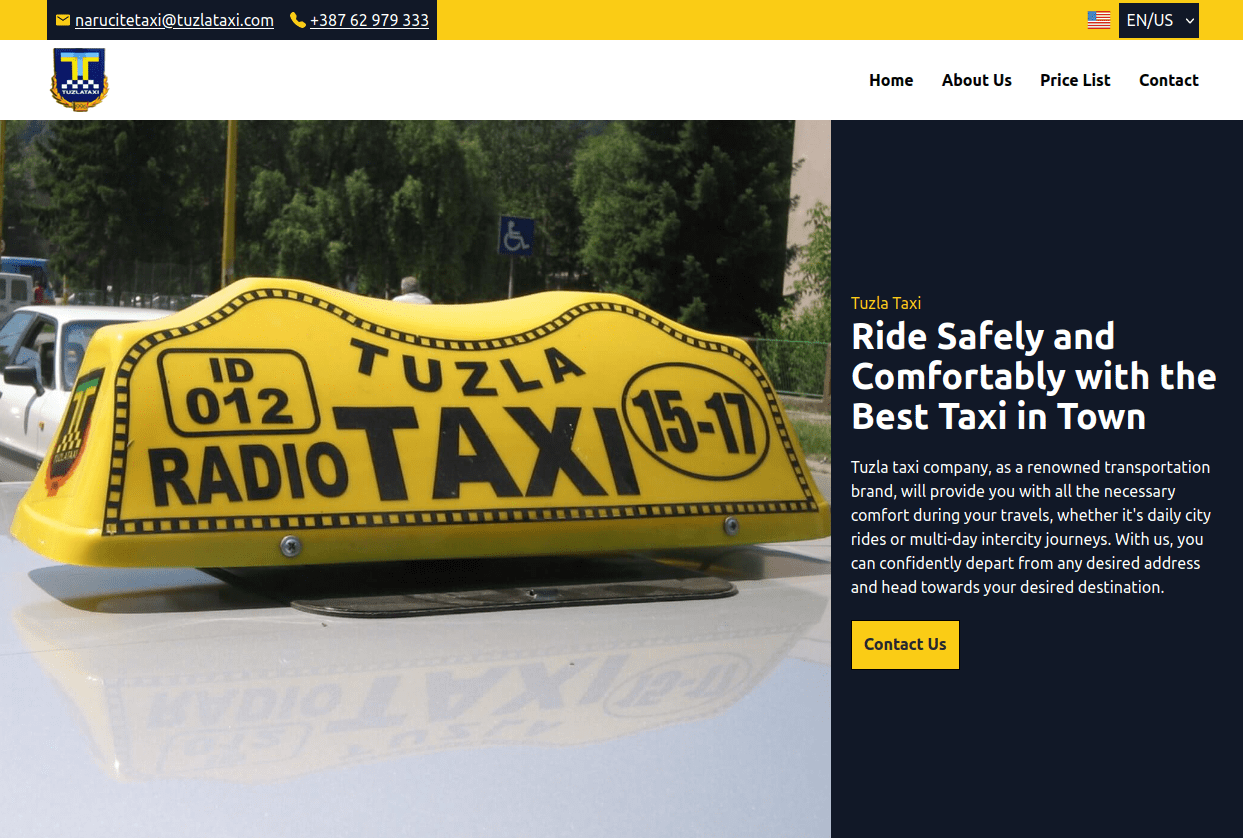 narucitetaxi@tuzlataxi.com +387 62 979 333
EN/US
TUZLATAXI
Home About Us Price List Contact
ID
012
TUZLA
RADIO TAXI
15-17
TUZLATAXI
Tuzla Taxi
Ride Safely and
Comfortably with the
Best Taxi in Town
Tuzla taxi company, as a renowned transportation
brand, will provide you with all the necessary
comfort during your travels, whether it's daily city
rides or multi-day intercity journeys. With us, you
can confidently depart from any desired address
and head towards your desired destination.
Contact Us